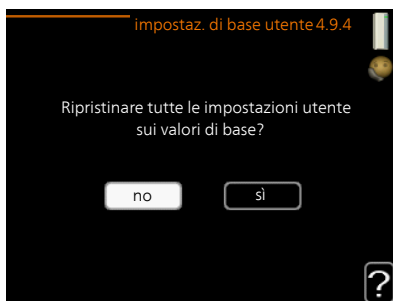 impostaz. di base utente 4.9.4
Ripristinare tutte le impostazioni utente
sui valori di base?
no
sì
?